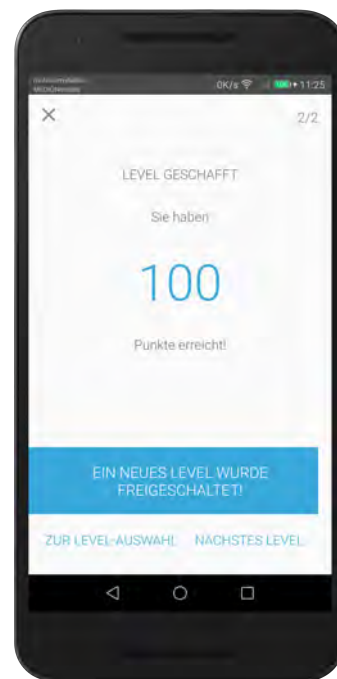 0K/s 11:25
2/2
LEVEL GESCHAFFT
Sie haben
100
Punkte erreicht!
EIN NEUES LEVEL WURDE
FREIGESCHALTET!
ZUR LEVEL-AUSWAHL NÄCHSTES LEVEL